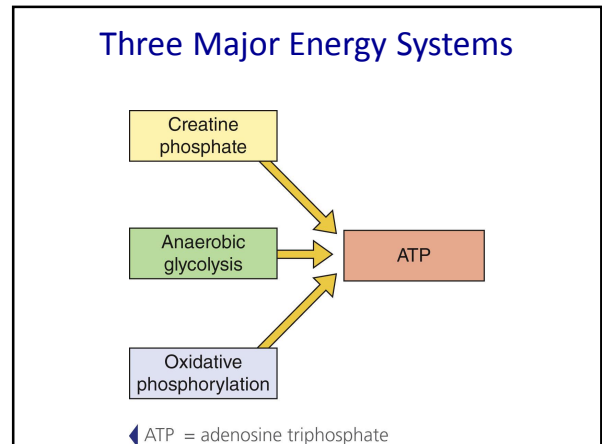 Three Major Energy Systems
Creatine
phosphate
Anaerobic
glycolysis
ATP
Oxidative
phosphorylation
ATP = adenosine triphosphate